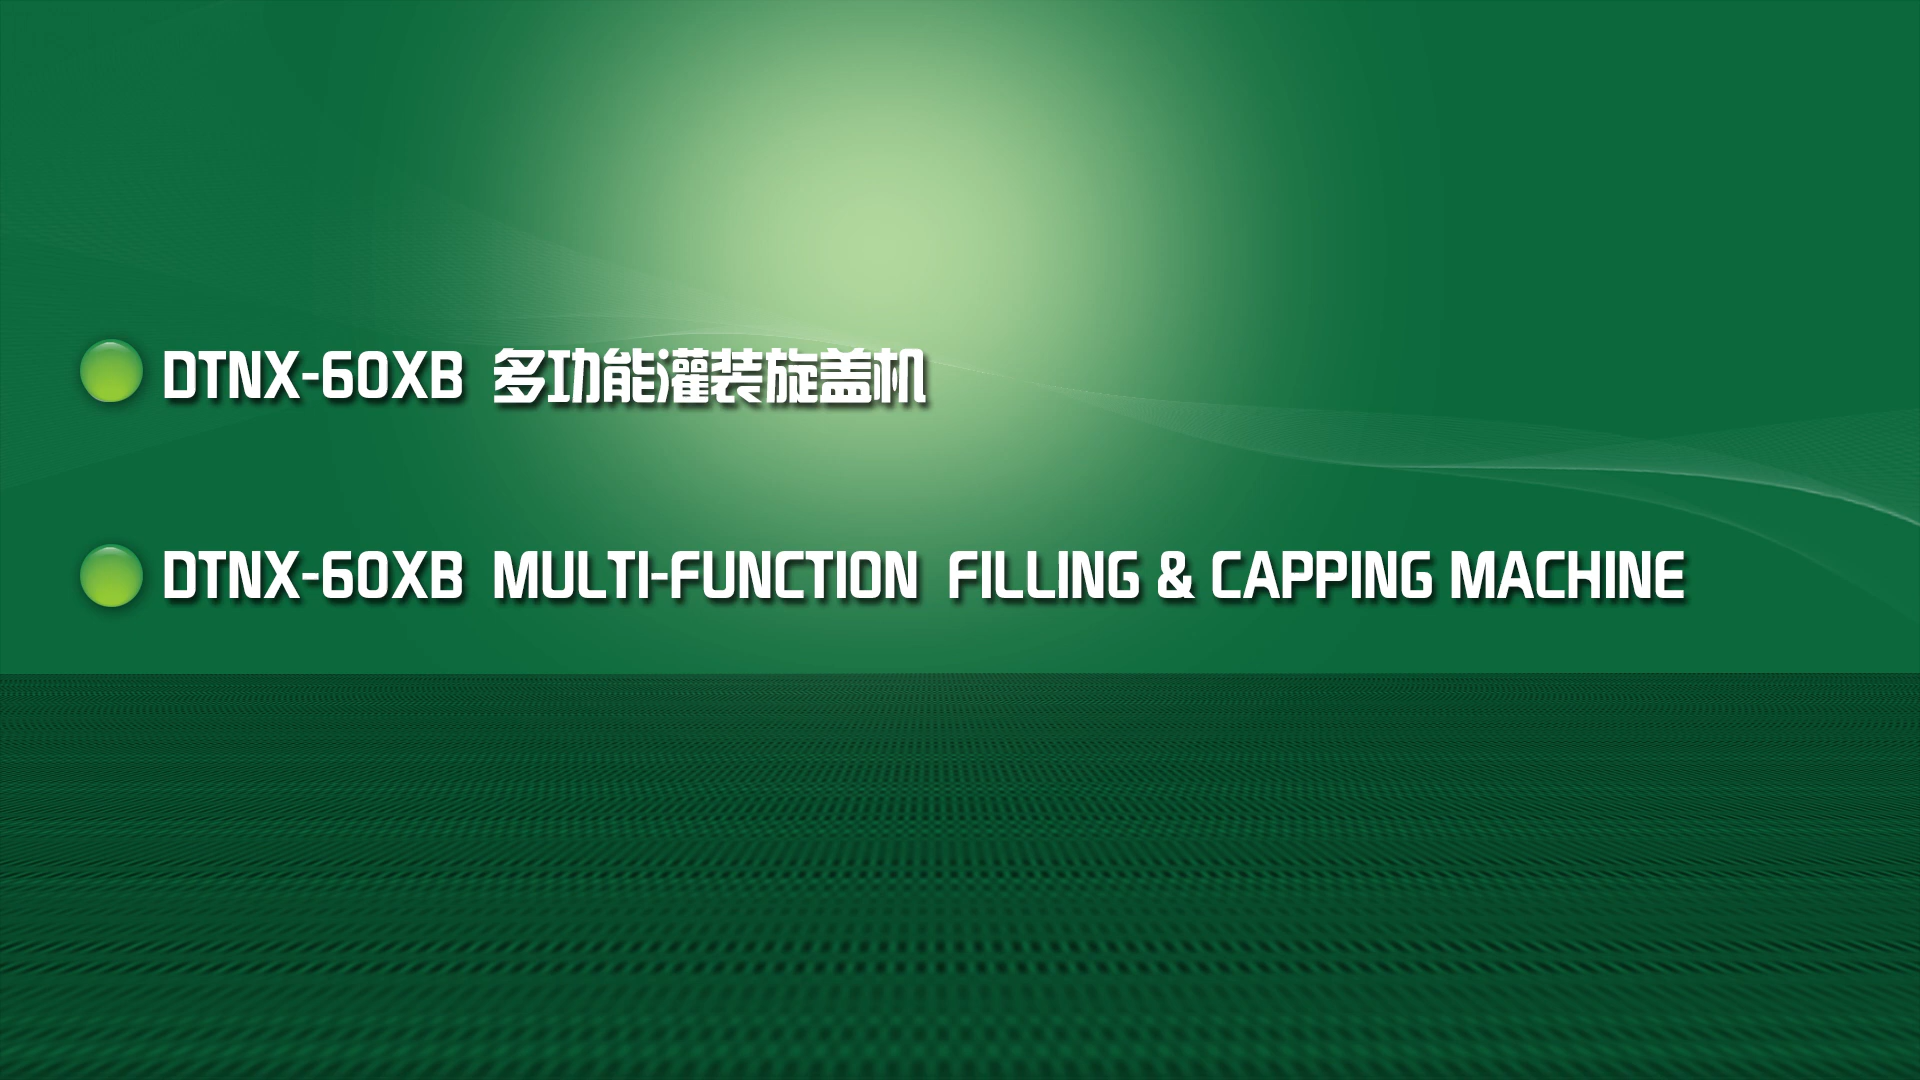 DTNX-60XB 多功能灌装旋盖机
DTNX-60XB MULTI-FUNCTION FILLING & CAPPING MACHINE